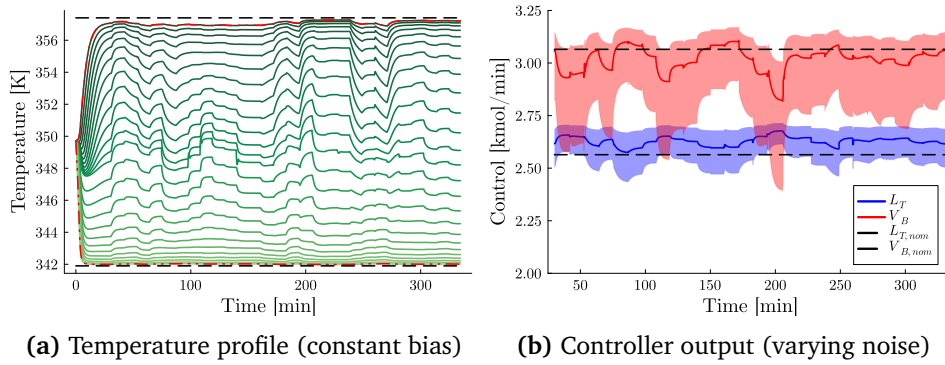 Temperature [K]
356
354
352
350
348
346
344
342
0
100
200
300
Time [min]
(a) Temperature profile (constant bias)
Control [kmol/min]
3.25
3.00
2.75
2.50
2.25
2.00
50
100
150
200
250
300
Time [min]
L_T
V_B
L_{T,nom}
V_{B,nom}
(b) Controller output (varying noise)